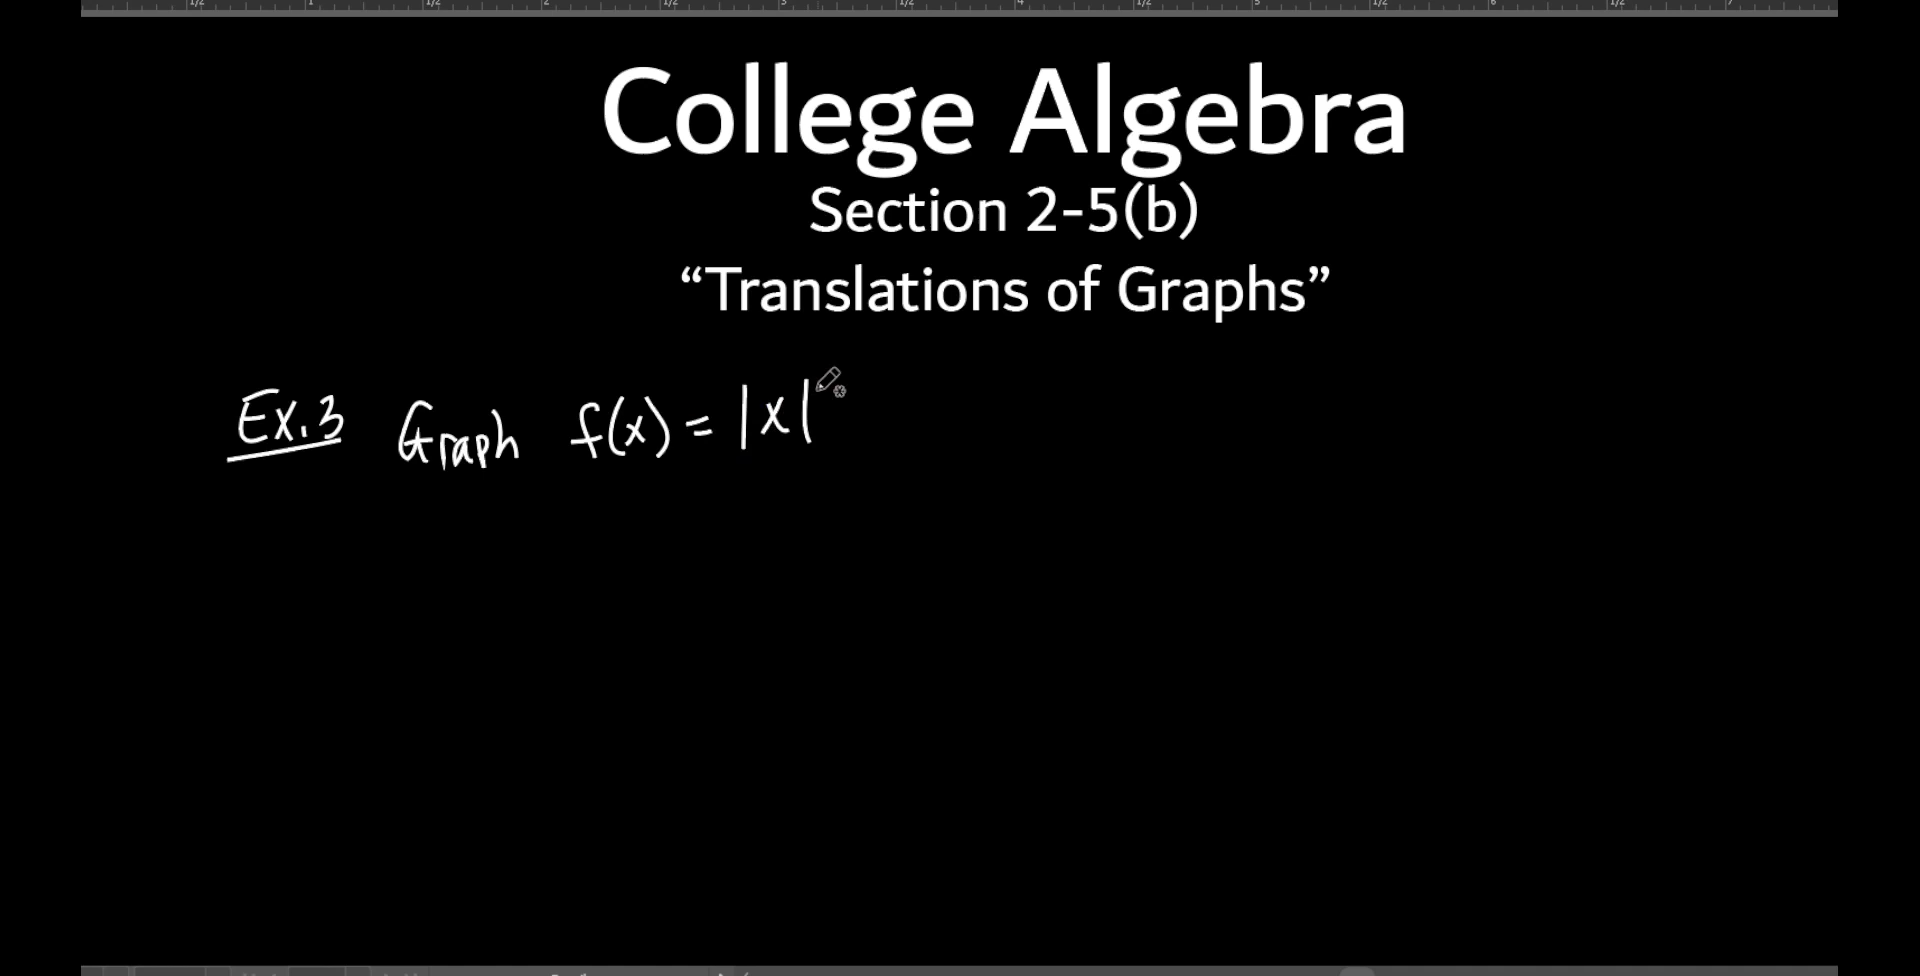 College Algebra
Section 2-5(b)
“Translations of Graphs”
Ex. 3 Graph f(x) = |x|